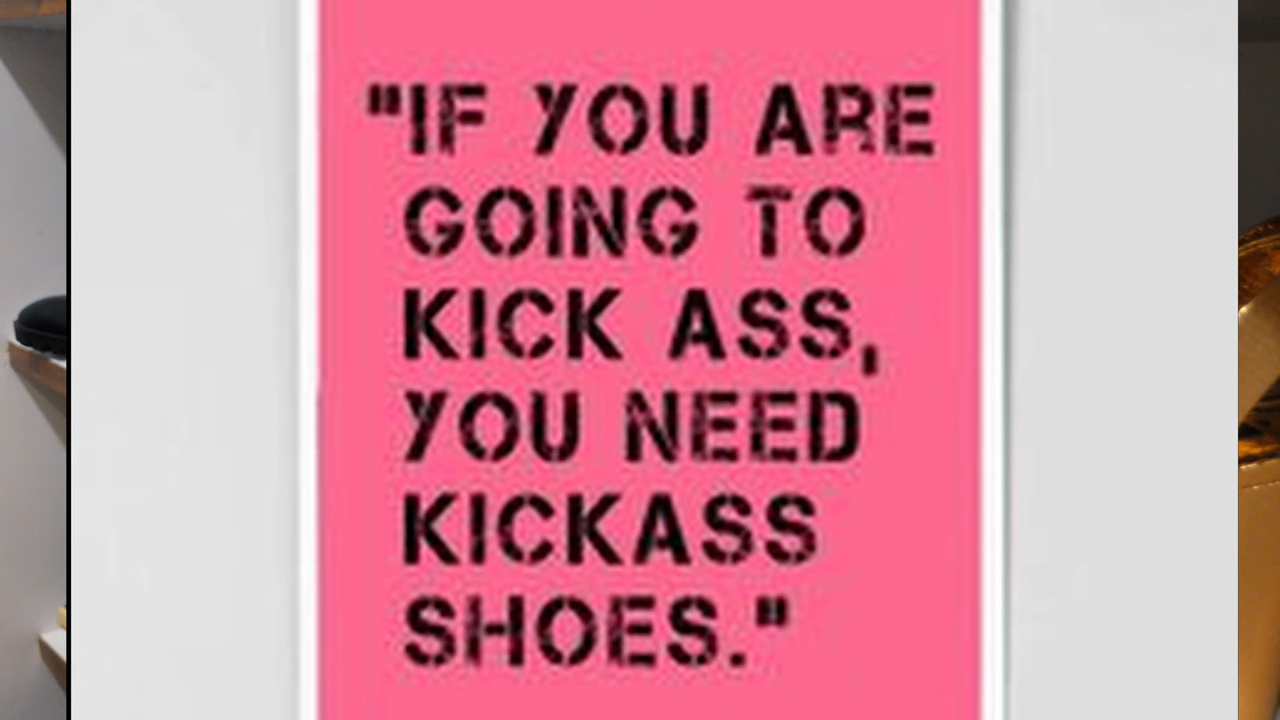 "IF YOU ARE
GOING TO
KICK ASS,
YOU NEED
KICKASS
SHOES."